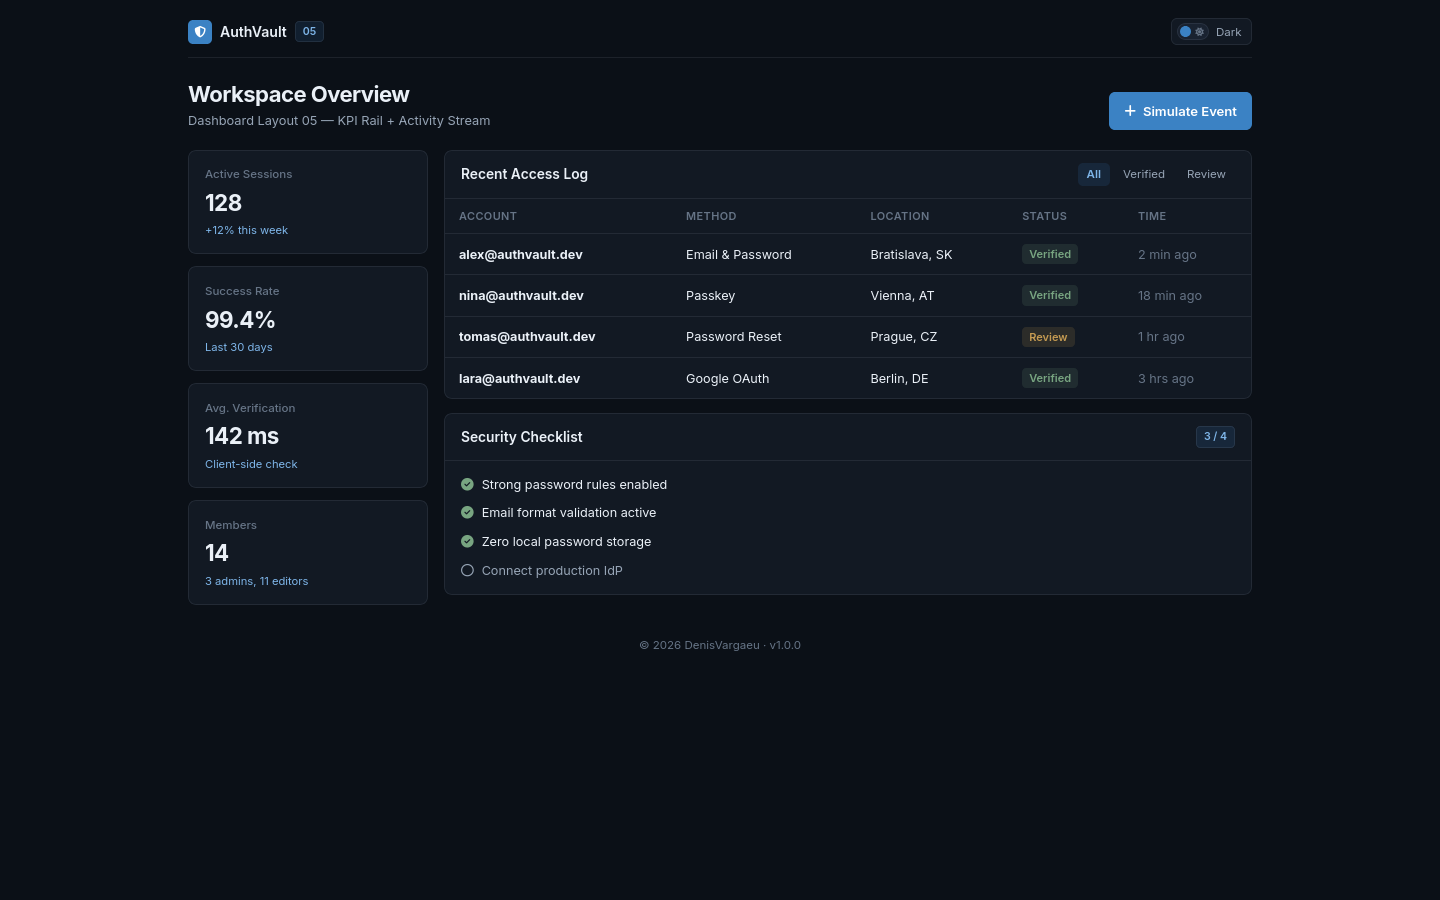 AuthVault 05
Dark
Workspace Overview
Dashboard Layout 05 — KPI Rail + Activity Stream
Simulate Event
Active Sessions
128
+12% this week
Success Rate
99.4%
Last 30 days
Avg. Verification
142 ms
Client-side check
Members
14
3 admins, 11 editors
Recent Access Log
All Verified Review
ACCOUNT METHOD LOCATION STATUS TIME
alex@authvault.dev Email & Password Bratislava, SK Verified 2 min ago
nina@authvault.dev Passkey Vienna, AT Verified 18 min ago
tomas@authvault.dev Password Reset Prague, CZ Review 1 hr ago
lara@authvault.dev Google OAuth Berlin, DE Verified 3 hrs ago
Security Checklist
3 / 4
Strong password rules enabled
Email format validation active
Zero local password storage
Connect production IdP
© 2026 DenisVargaeu · v1.0.0